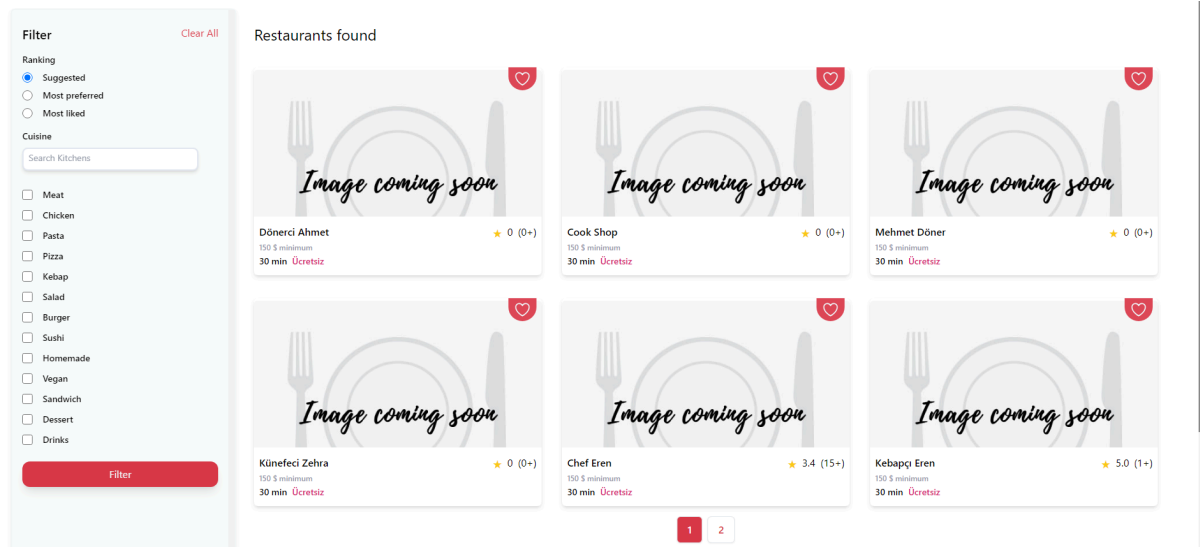 Filter
Clear All
Ranking
Suggested
Most preferred
Most liked
Cuisine
Search Kitchens
Meat
Chicken
Pasta
Pizza
Kebap
Salad
Burger
Sushi
Homemade
Vegan
Sandwich
Dessert
Drinks
Filter
Restaurants found
Image coming soon
Dönerci Ahmet
0 (0+)
150 $ minimum
30 min Ücretsiz
Image coming soon
Cook Shop
0 (0+)
150 $ minimum
30 min Ücretsiz
Image coming soon
Mehmet Döner
0 (0+)
150 $ minimum
30 min Ücretsiz
Image coming soon
Künefeci Zehra
0 (0+)
150 $ minimum
30 min Ücretsiz
Image coming soon
Chef Eren
3.4 (15+)
150 $ minimum
30 min Ücretsiz
Image coming soon
Kebapçı Eren
5.0 (1+)
150 $ minimum
30 min Ücretsiz
1 2